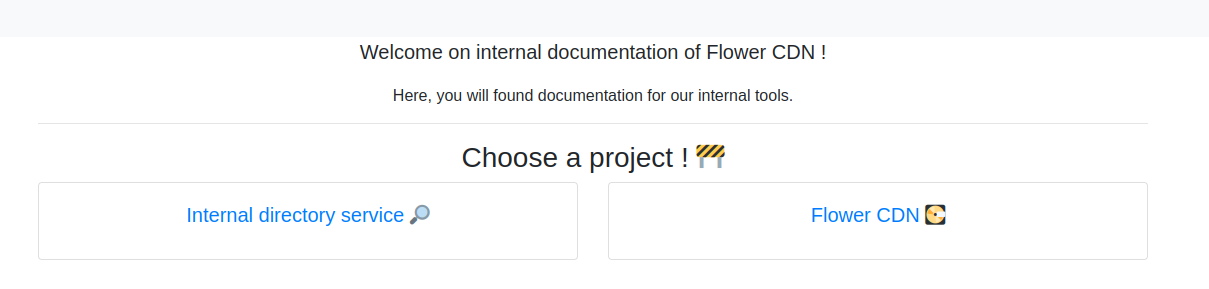 Welcome on internal documentation of Flower CDN !
Here, you will found documentation for our internal tools.
Choose a project ! 🚧
Internal directory service 🔎
Flower CDN 💽